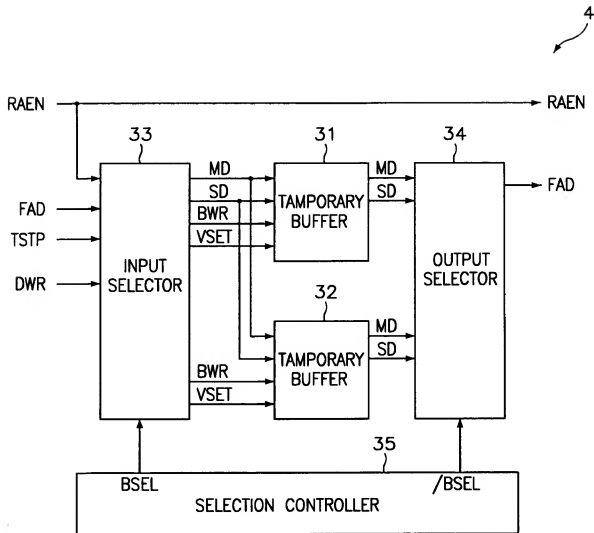 4
RAEN
RAEN
33
31
34
MD
SD
BWR
VSET
TAMPORARY
BUFFER
MD
SD
FAD
FAD
TSTP
DWR
INPUT
SELECTOR
OUTPUT
SELECTOR
32
BWR
VSET
TAMPORARY
BUFFER
MD
SD
35
BSEL
/BSEL
SELECTION CONTROLLER